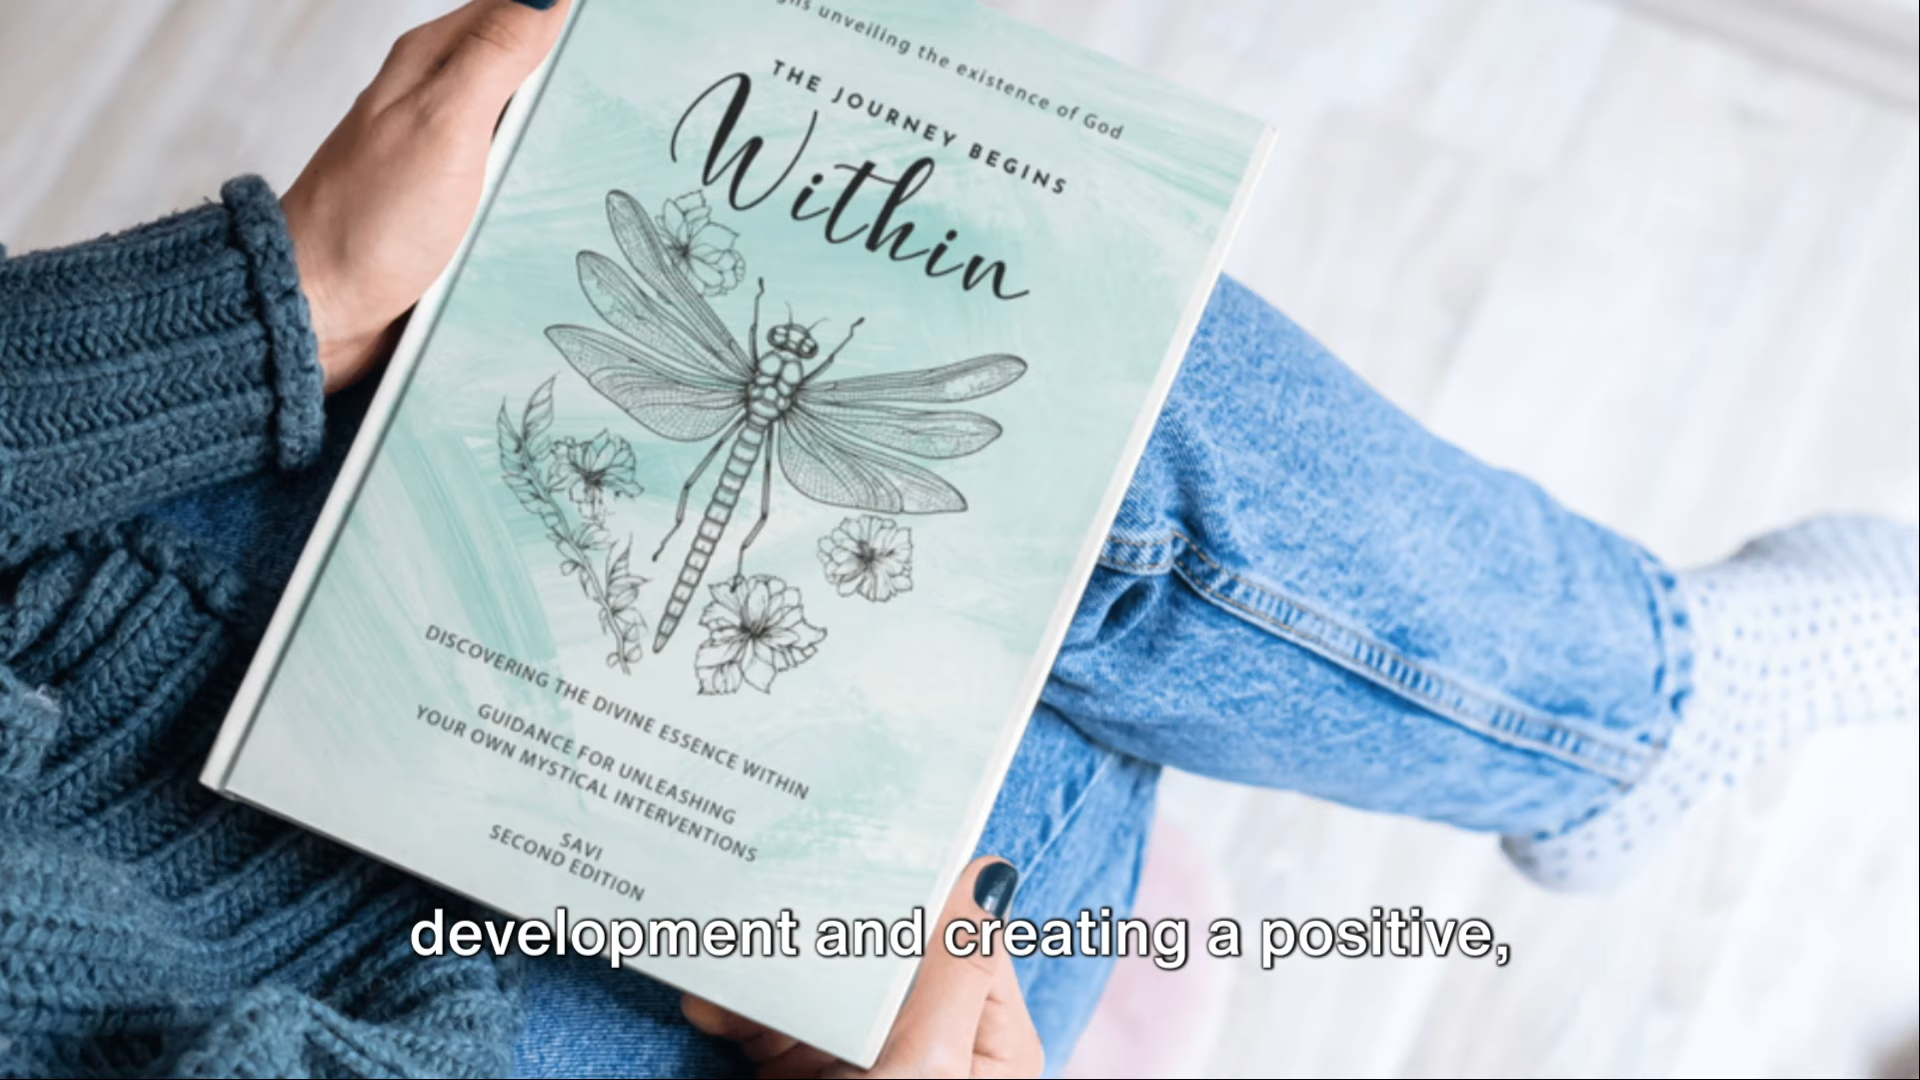 unveiling the existence of God
THE JOURNEY BEGINS
Within
DISCOVERING THE DIVINE ESSENCE WITHIN
GUIDANCE FOR UNLEASHING
YOUR OWN MYSTICAL INTERVENTIONS
SAVI
SECOND EDITION
development and creating a positive,